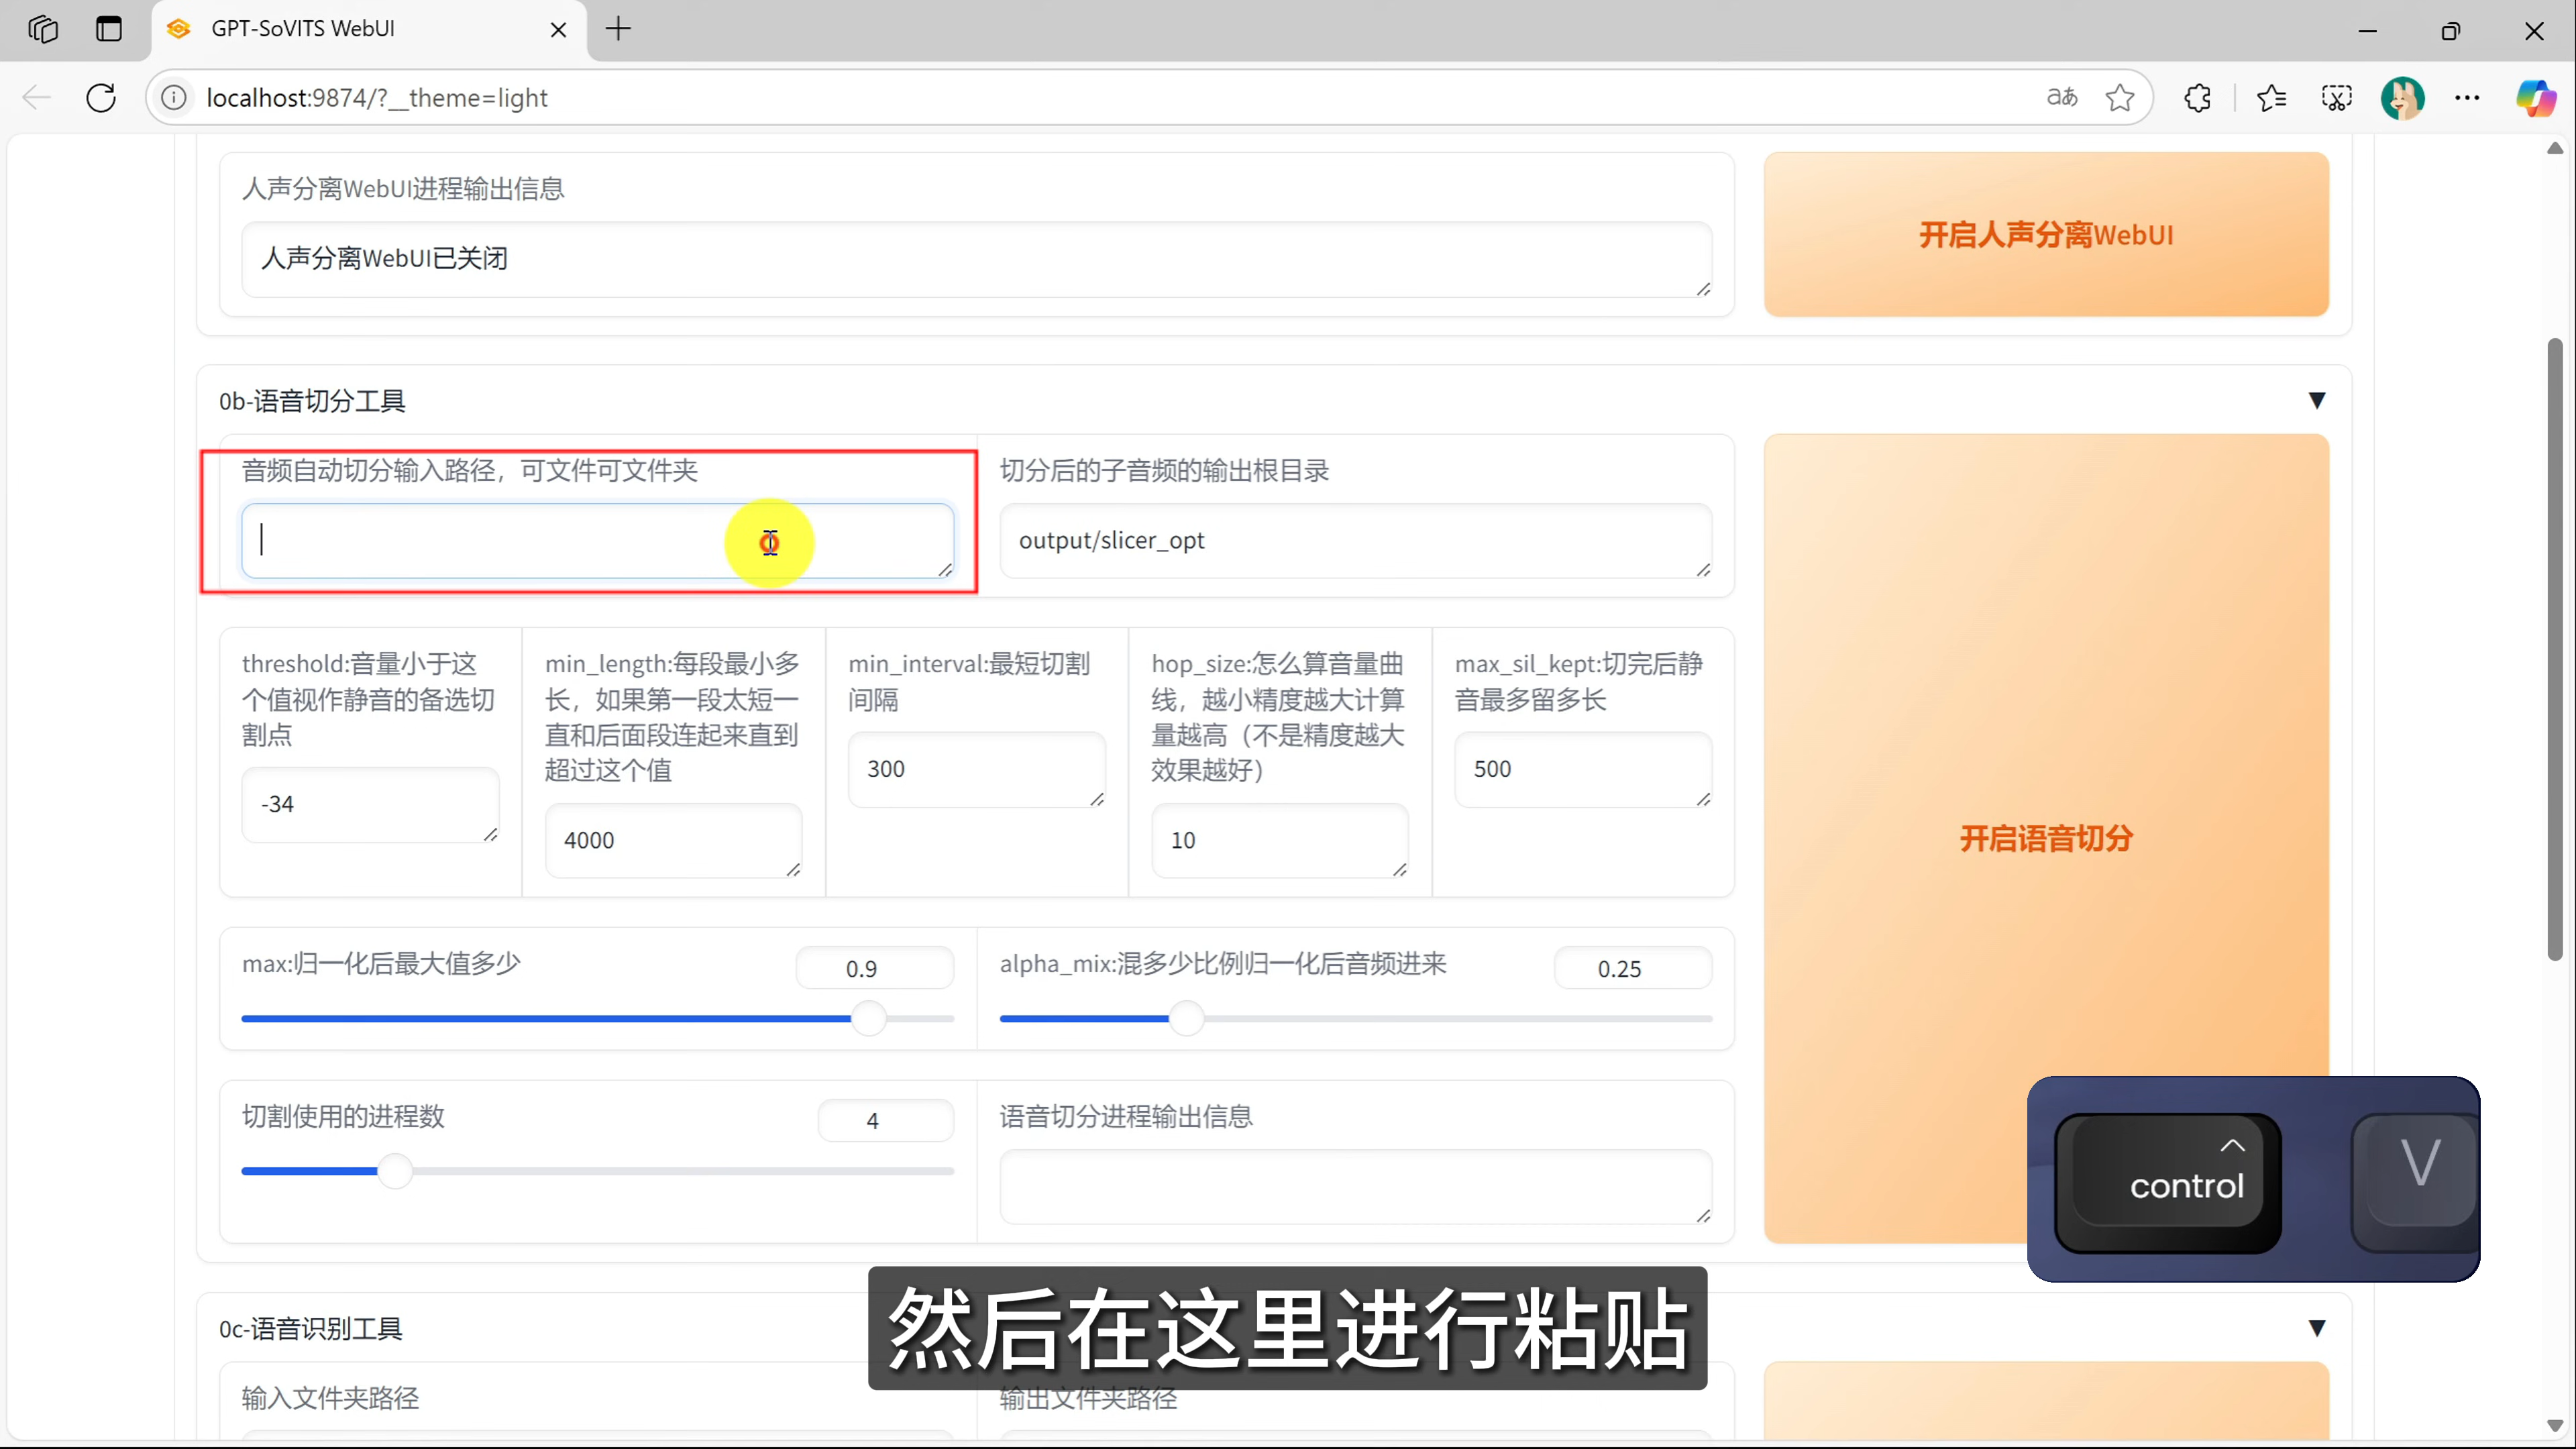 GPT-SoVITS WebUI
localhost:9874/?__theme=light
aあ
人声分离WebUI进程输出信息
人声分离WebUI已关闭
开启人声分离WebUI
0b-语音切分工具
▼
音频自动切分输入路径，可文件可文件夹
切分后的子音频的输出根目录
output/slicer_opt
threshold:音量小于这
个值视作静音的备选切
割点
-34
min_length:每段最小多
长，如果第一段太短一
直和后面段连起来直到
超过这个值
4000
min_interval:最短切割
间隔
300
hop_size:怎么算音量曲
线，越小精度越大计算
量越高（不是精度越大
效果越好）
10
max_sil_kept:切完后静
音最多留多长
500
开启语音切分
max:归一化后最大值多少
0.9
alpha_mix:混多少比例归一化后音频进来
0.25
切割使用的进程数
4
语音切分进程输出信息
control
V
然后在这里进行粘贴
0c-语音识别工具
▼
输入文件夹路径
输出文件夹路径